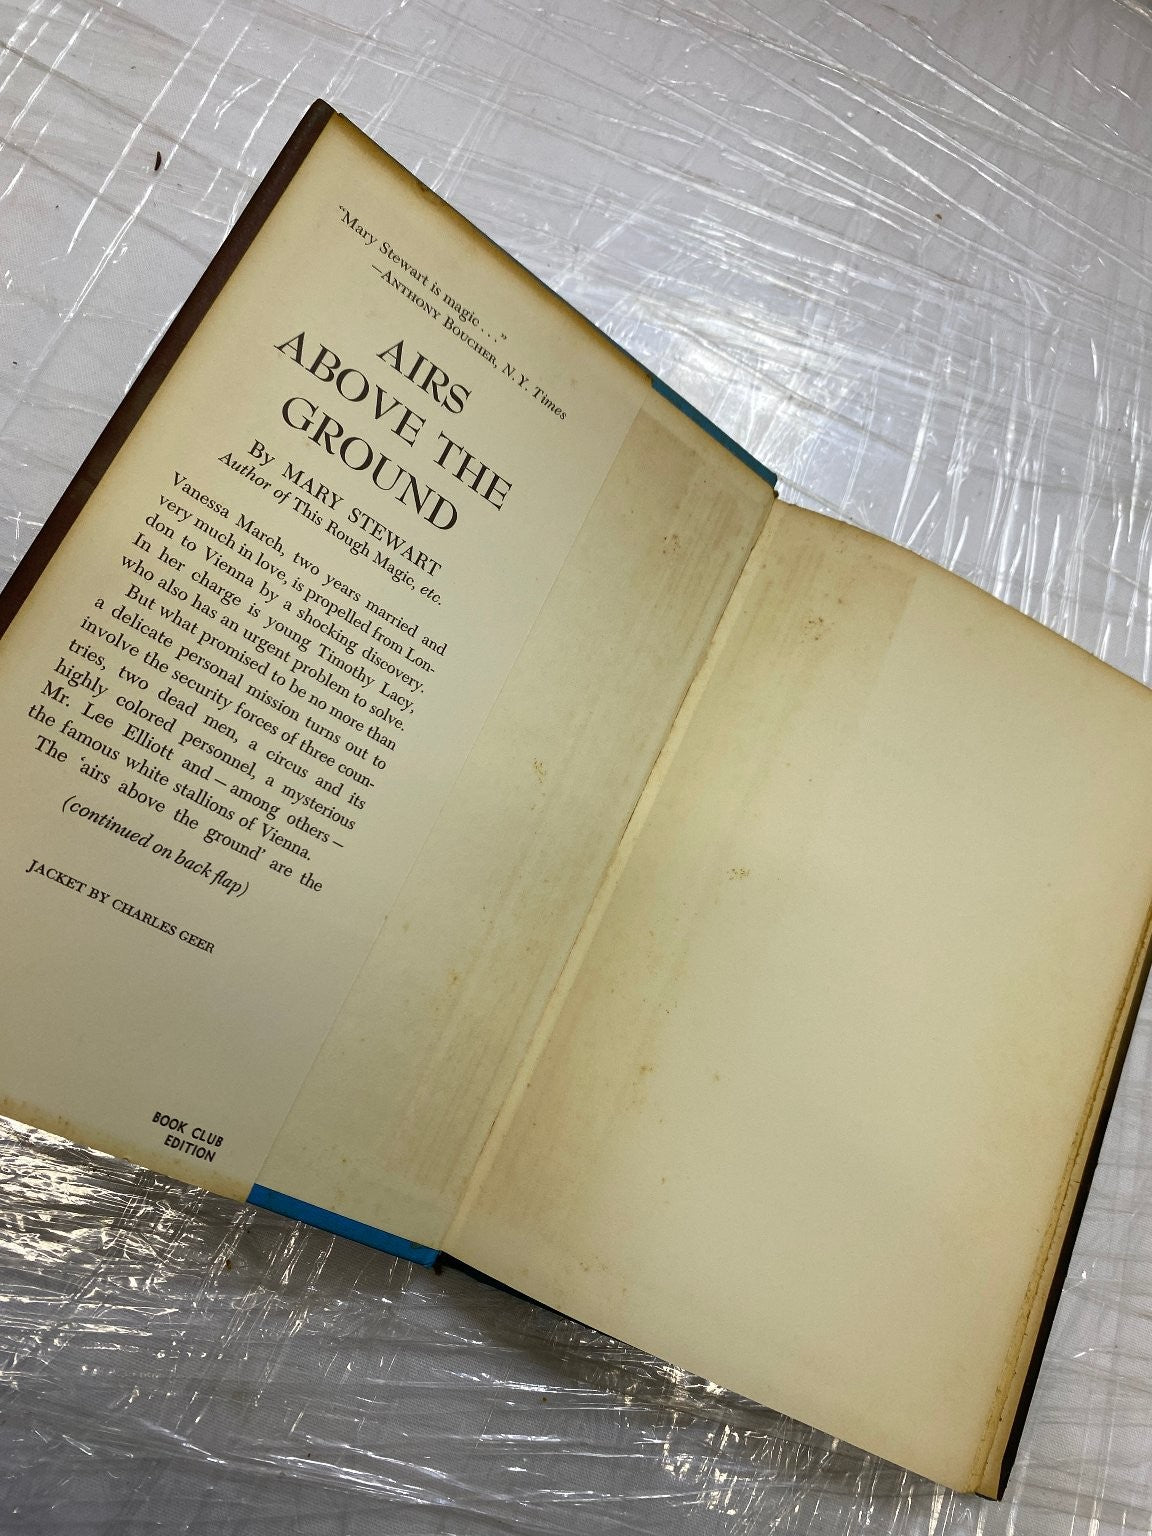 “Mary Stewart is magic . . .”
—ANTHONY BOUCHER, N.Y. Times
AIRS
ABOVE THE
GROUND
By MARY STEWART
Author of This Rough Magic, etc.
Vanessa March, two years married and
very much in love, is propelled from Lon-
don to Vienna by a shocking discovery.
In her charge is young Timothy Lacy,
who also has an urgent problem to solve.
But what promised to be no more than
a delicate personal mission turns out to
involve the security forces of three coun-
tries, two dead men, a circus and its
highly colored personnel, a mysterious
Mr. Lee Elliott and — among others —
the famous white stallions of Vienna.
The ‘airs above the ground’ are the
(continued on back flap)
JACKET BY CHARLES GEER
BOOK CLUB
EDITION